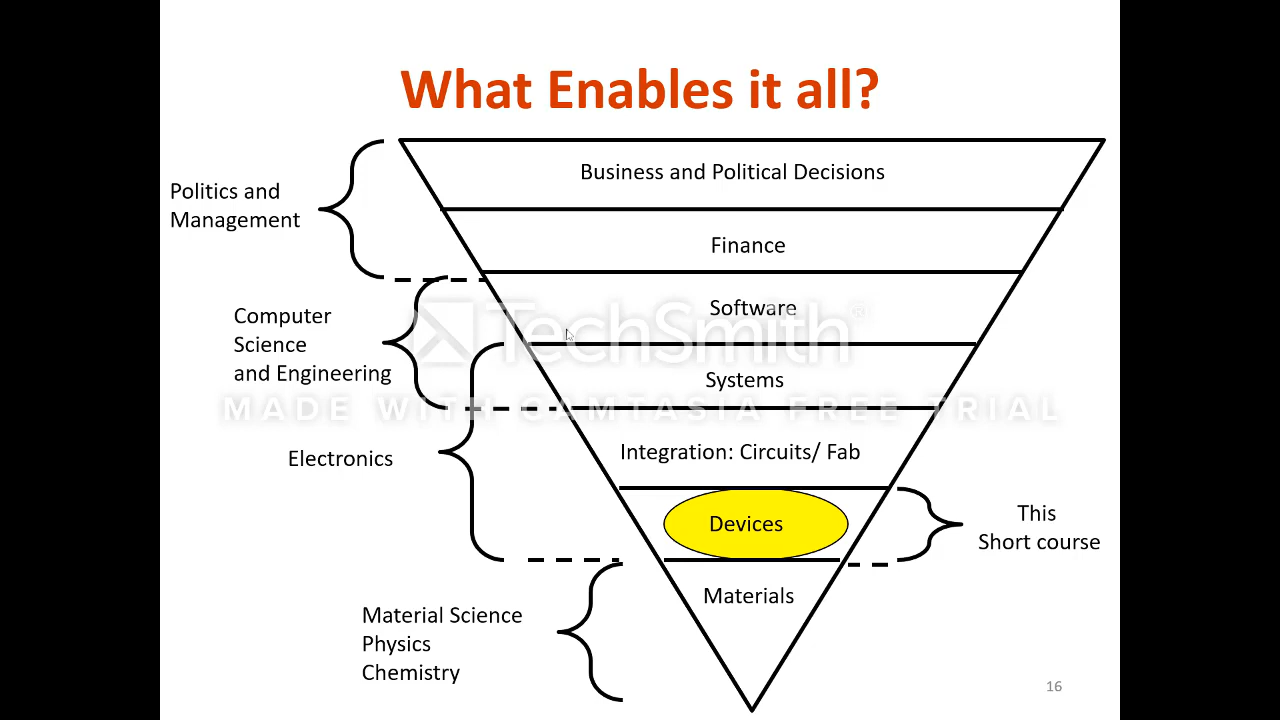 What Enables it all?
Politics and
Management
Business and Political Decisions
Finance
Computer
Science
and Engineering
Software
TechSmith®
Systems
MADE WITH CAMTASIA FREE TRIAL
Electronics
Integration: Circuits/ Fab
Devices
This
Short course
Materials
Material Science
Physics
Chemistry
16